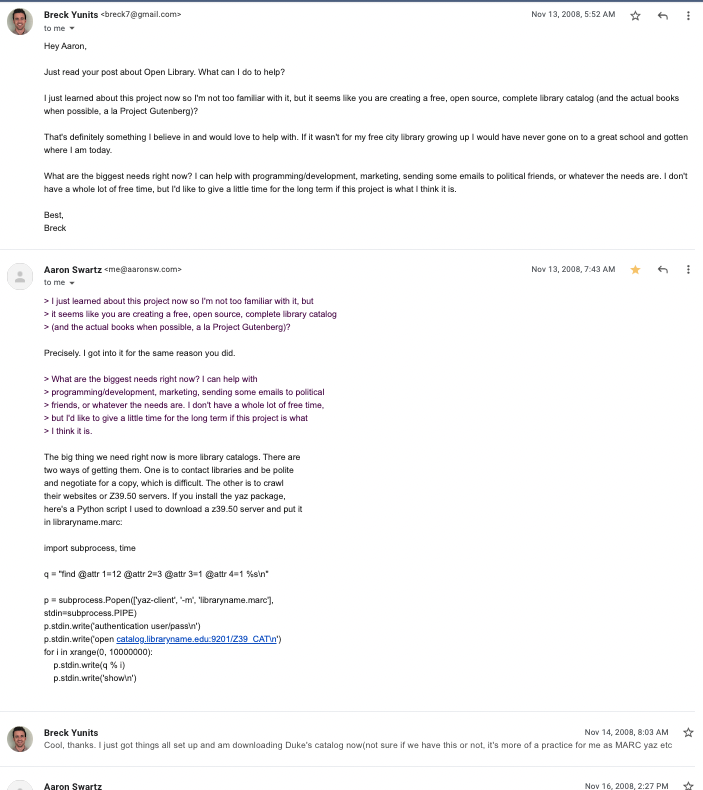 Breck Yunits <breck7@gmail.com> Nov 13, 2008, 5:52 AM
to me
Hey Aaron,
Just read your post about Open Library. What can I do to help?
I just learned about this project now so I'm not too familiar with it, but it seems like you are creating a free, open source, complete library catalog (and the actual books
when possible, a la Project Gutenberg)?
That's definitely something I believe in and would love to help with. If it wasn't for my free city library growing up I would have never gone on to a great school and gotten
where I am today.
What are the biggest needs right now? I can help with programming/development, marketing, sending some emails to political friends, or whatever the needs are. I don't
have a whole lot of free time, but I'd like to give a little time for the long term if this project is what I think it is.
Best,
Breck
Aaron Swartz <me@aaronsw.com> Nov 13, 2008, 7:43 AM
to me
> I just learned about this project now so I'm not too familiar with it, but
> it seems like you are creating a free, open source, complete library catalog
> (and the actual books when possible, a la Project Gutenberg)?
Precisely. I got into it for the same reason you did.
> What are the biggest needs right now? I can help with
> programming/development, marketing, sending some emails to political
> friends, or whatever the needs are. I don't have a whole lot of free time,
> but I'd like to give a little time for the long term if this project is what
> I think it is.
The big thing we need right now is more library catalogs. There are
two ways of getting them. One is to contact libraries and be polite
and negotiate for a copy, which is difficult. The other is to crawl
their websites or Z39.50 servers. If you install the yaz package,
here's a Python script I used to download a z39.50 server and put it
in libraryname.marc:
import subprocess, time
q = "find @attr 1=12 @attr 2=3 @attr 3=1 @attr 4=1 %s\n"
p = subprocess.Popen(['yaz-client', '-m', 'libraryname.marc'],
stdin=subprocess.PIPE)
p.stdin.write('authentication user/pass\n')
p.stdin.write('open catalog.libraryname.edu:9201/Z39_CAT\n')
for i in xrange(0, 10000000):
    p.stdin.write(q % i)
    p.stdin.write('show\n')
Breck Yunits Nov 14, 2008, 8:03 AM
Cool, thanks. I just got things all set up and am downloading Duke's catalog now(not sure if we have this or not, it's more of a practice for me as MARC yaz etc
Aaron Swartz Nov 16, 2008, 2:27 PM